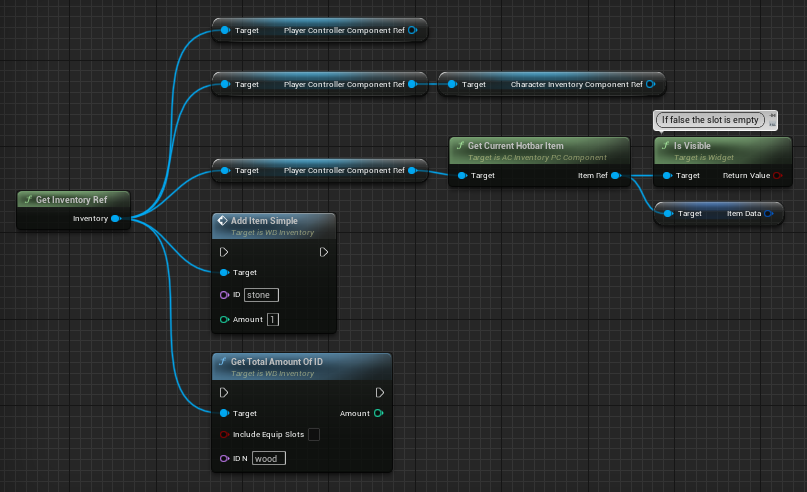 Target Player Controller Component Ref
Target Player Controller Component Ref
Target Character Inventory Component Ref
If false the slot is empty
Get Current Hotbar Item
Target is AC Inventory PC Component
Target Item Ref
Is Visible
Target is Widget
Target Return Value
Target Player Controller Component Ref
Get Inventory Ref
Inventory
Target Item Data
Add Item Simple
Target is WB Inventory
Target
ID stone
Amount 1
Get Total Amount Of ID
Target is WB Inventory
Target Amount
Include Equip Slots
ID N wood